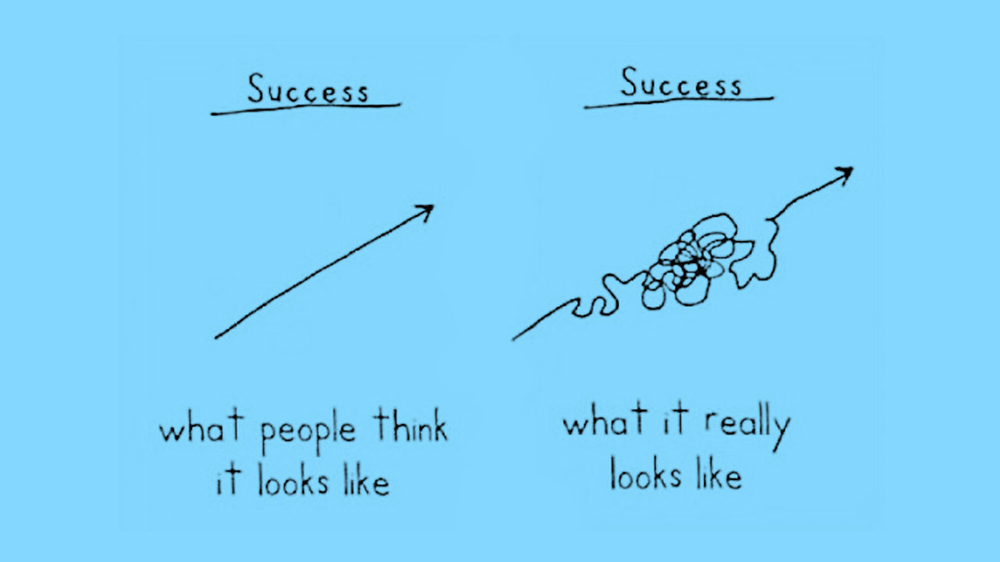 Success
what people think
it looks like
Success
what it really
looks like